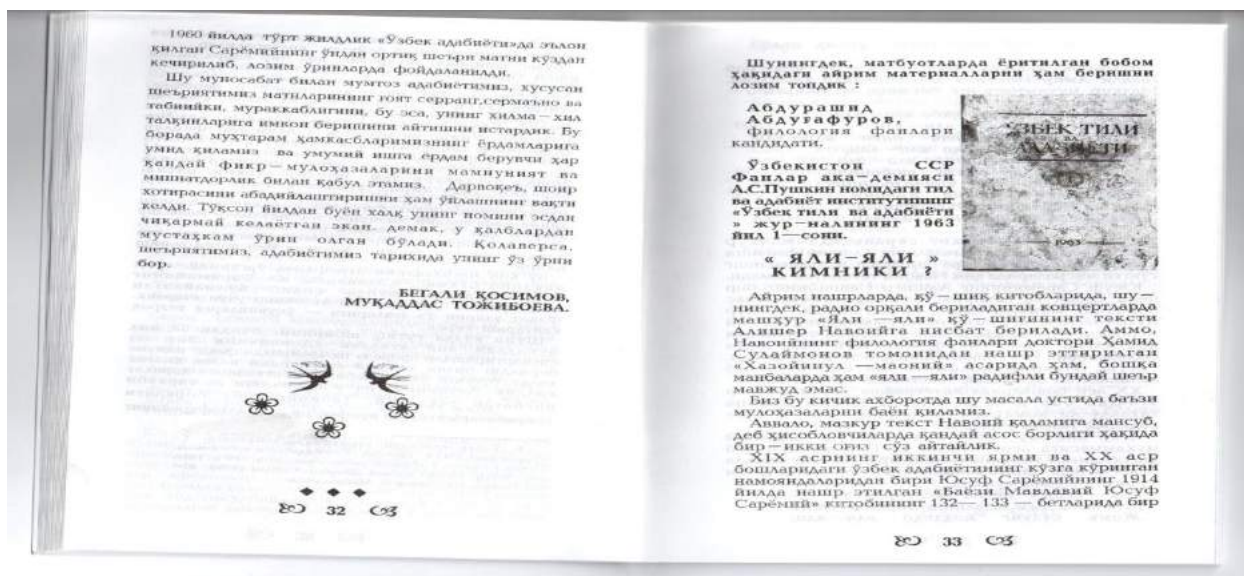 1960 йилда тўрт жилдлик «Ўзбек адабиёти»да эълон
қилган Сарёмийнинг ўндан ортиқ шеъри матни кўздан
кечирилиб, лозим ўринларда фойдаланилди.
Шу муносабат билан мумтоз адабиетимиз, хусусан
шеъриятимиз матнларининг ғоят серранг,сермаъно ва
табиийки, мураккаблигини, бу эса, унинг хилма—хил
талқинларига имкон беришини айтишни истардик. Бу
борада муҳтарам ҳамкасбларимизнинг ёрдамларига
умид қиламиз ва умумий ишга ёрдам берувчи ҳар
қандай фикр—мулоҳазаларини мамнуният ва
миннатдорлик билан қабул этамиз. Дарвоқеъ, шоир
хотирасини абадийлаштиришни ҳам ўйлашнинг вақти
келди. Тўқсон йилдан буён халқ унинг номини эсдан
чиқармай келаётган экан, демак, у қалблардан
мустаҳкам ўрин олган бўлади. Қолаверса,
шеъриятимиз, адабиётимиз тарихида унинг ўз ўрни
бор.
БЕГАЛИ ҚОСИМОВ,
МУҚАДДАС ТОЖИБОЕВА.
32
Шунингдек, матбуотларда ёритилган бобом
ҳақидаги айрим материалларни ҳам беришни
лозим топдик :
Абдурашид
Абдуғафуров,
филология фанлари
кандидати.
Ўзбекистон ССР
Фанлар ака-демияси
А.С.Пушкин номидаги тил
ва адабиёт институтининг
«Ўзбек тили ва адабиёти
» жур-налининг 1963
йил 1—сони.
ЗБЕК ТИЛИ
ВА
АДАБИЁТИ
1963
« ЯЛИ-ЯЛИ »
КИМНИКИ ?
Айрим нашрларда, қў—шиқ китобларида, шу—
нингдек, радио орқали бериладиган концертларда
машҳур «Яли —яли» қў—шиғининг тексти
Алишер Навоийга нисбат берилади. Аммо,
Навоийнинг филология фанлари доктори Ҳамид
Сулаймонов томонидан нашр эттирилган
«Хазойинул —маоний» асарида ҳам, бошқа
манбаларда ҳам «яли —яли» радифли бундай шеър
мавжуд эмас.
Биз бу кичик ахборотда шу масала устида баъзи
мулоҳазаларни баён қиламиз.
Аввало, мазкур текст Навоий қаламига мансуб,
деб ҳисобловчиларда қандай асос борлиги ҳақида
бир—икки оғиз сўз айтайлик.
XIX асрнинг иккинчи ярми ва XX аср
бошларидаги ўзбек адабиётининг кўзга кўринган
намояндаларидан бири Юсуф Сарёмийнинг 1914
йилда нашр этилган «Баёзи Мавлавий Юсуф
Сарёмий» китобининг 132— 133 — бетларида бир
33